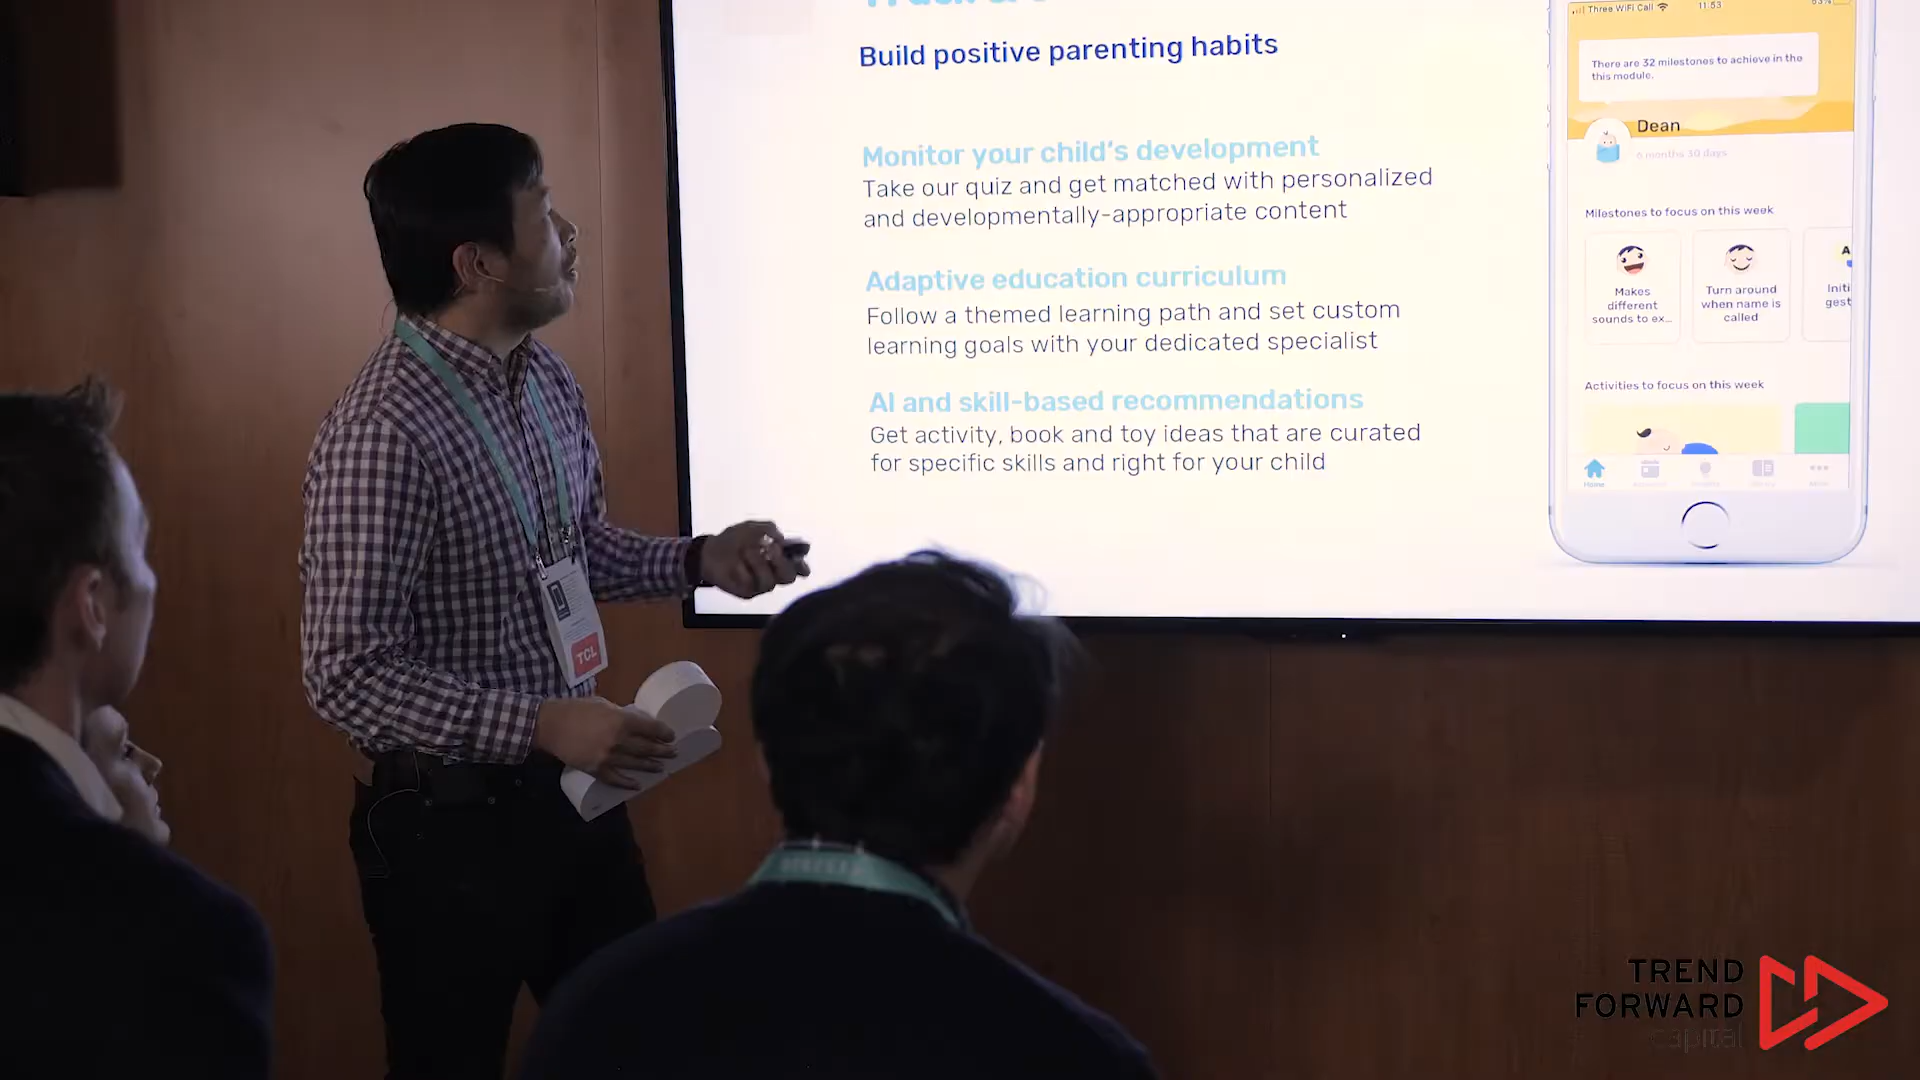 Build positive parenting habits
Monitor your child's development
Take our quiz and get matched with personalized
and developmentally-appropriate content
Adaptive education curriculum
Follow a themed learning path and set custom
learning goals with your dedicated specialist
AI and skill-based recommendations
Get activity, book and toy ideas that are curated
for specific skills and right for your child
Three WiFi Call
11:53
There are 32 milestones to achieve in the
this module.
Dean
6 months 30 days
Milestones to focus on this week
Makes
different
sounds to ex...
Turn around
when name is
called
Activities to focus on this week
Home
TCL
TREND
FORWARD
capital